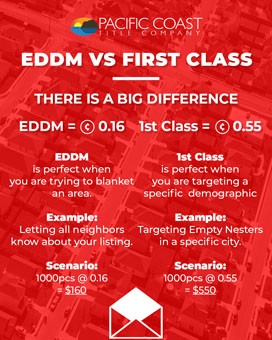 PACIFIC COAST
TITLE COMPANY
EDDM VS FIRST CLASS
THERE IS A BIG DIFFERENCE
EDDM = ¢ 0.16 1st Class = ¢ 0.55
EDDM
is perfect when
you are trying to blanket
an area.
Example:
Letting all neighbors
know about your listing.
Scenario:
1000pcs @ 0.16
= $160
1st Class
is perfect when
you are targeting a
specific demographic
Example:
Targeting Empty Nesters
in a specific city.
Scenario:
1000pcs @ 0.55
= $550